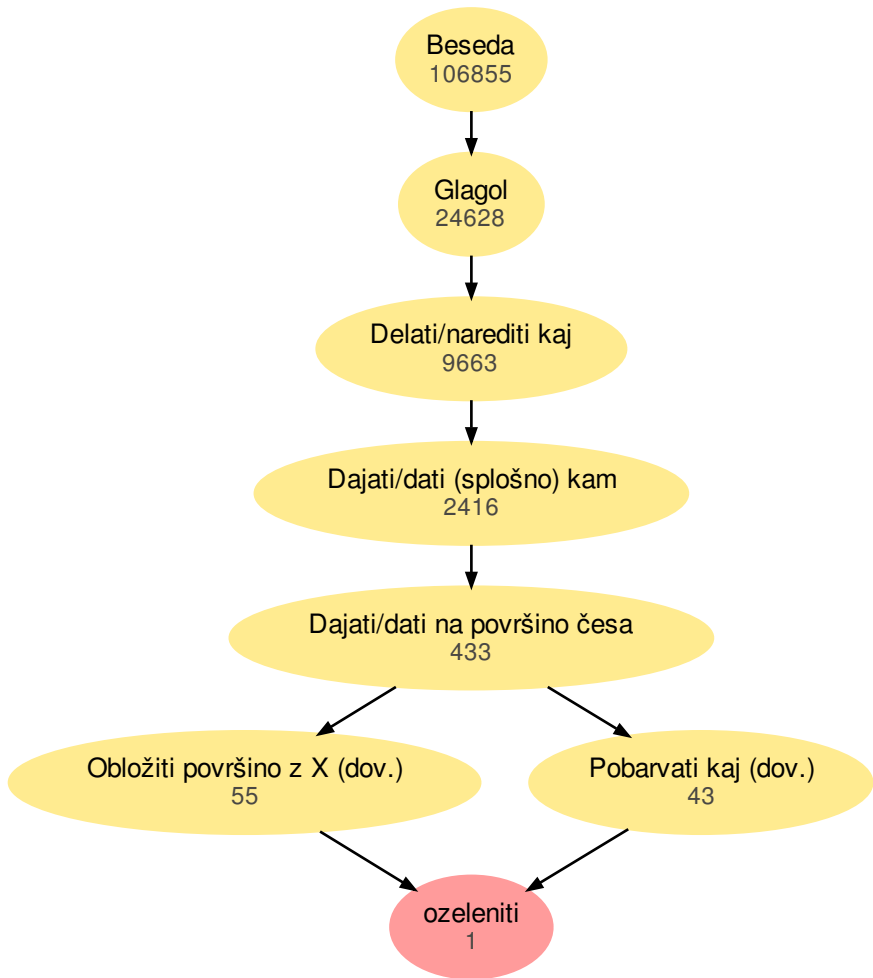 Beseda
106855
Glagol
24628
Delati/narediti kaj
9663
Dajati/dati (splošno) kam
2416
Dajati/dati na površino česa
433
Obložiti površino z X (dov.)
55
Pobarvati kaj (dov.)
43
ozeleniti
1